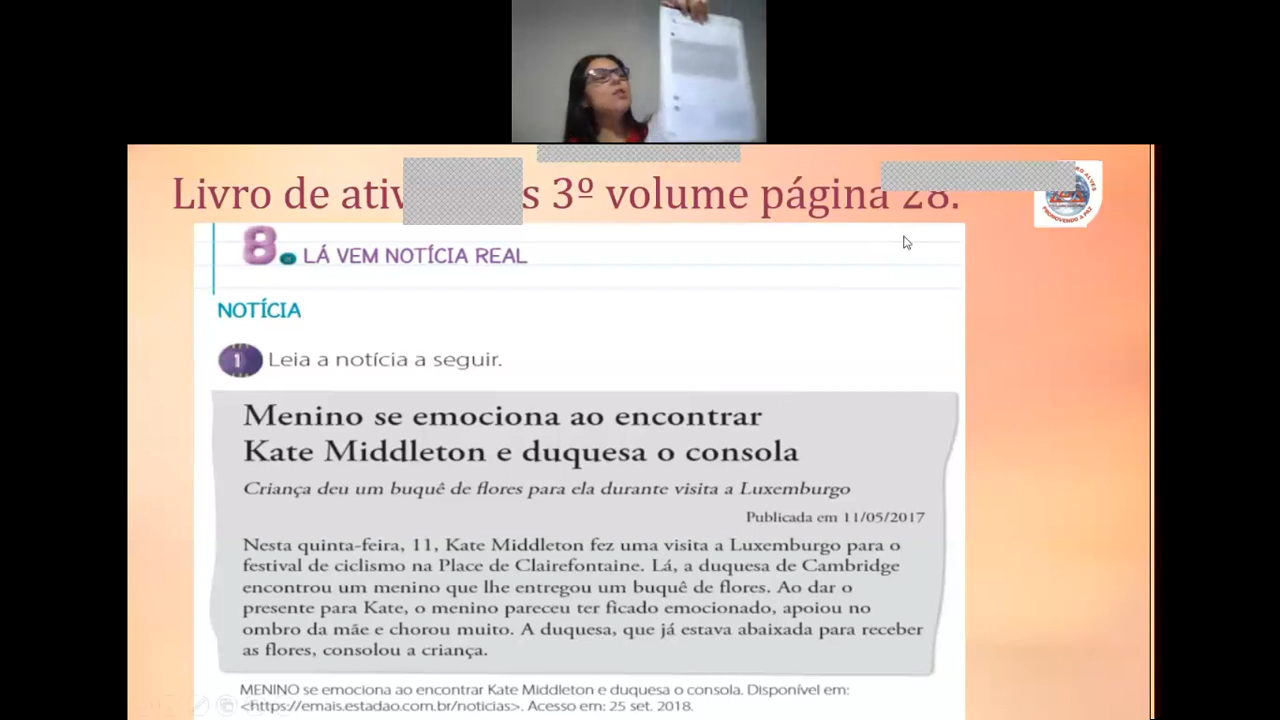 Livro de ativ s 3º volume página 28.
8. LÁ VEM NOTÍCIA REAL
NOTÍCIA
1 Leia a notícia a seguir.
Menino se emociona ao encontrar
Kate Middleton e duquesa o consola
Criança deu um buquê de flores para ela durante visita a Luxemburgo
Publicada em 11/05/2017
Nesta quinta-feira, 11, Kate Middleton fez uma visita a Luxemburgo para o
festival de ciclismo na Place de Clairefontaine. Lá, a duquesa de Cambridge
encontrou um menino que lhe entregou um buquê de flores. Ao dar o
presente para Kate, o menino pareceu ter ficado emocionado, apoiou no
ombro da mãe e chorou muito. A duquesa, que já estava abaixada para receber
as flores, consolou a criança.
MENINO se emociona ao encontrar Kate Middleton e duquesa o consola. Disponível em:
<https://emais.estadao.com.br/noticias>. Acesso em: 25 set. 2018.
ALVES
PROMOVENDO A PAZ